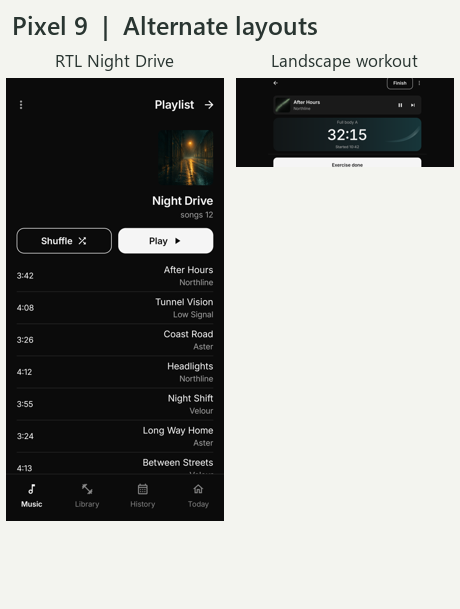 Pixel 9 | Alternate layouts
RTL Night Drive
Playlist
Night Drive
songs 12
Shuffle
Play
3:42
After Hours
Northline
4:08
Tunnel Vision
Low Signal
3:26
Coast Road
Aster
4:12
Headlights
Northline
3:55
Night Shift
Velour
3:24
Long Way Home
Aster
4:13
Between Streets
Music
Library
History
Today
Landscape workout
Finish
After Hours
Northline
Full body A
32:15
Started 18:42
Exercise done